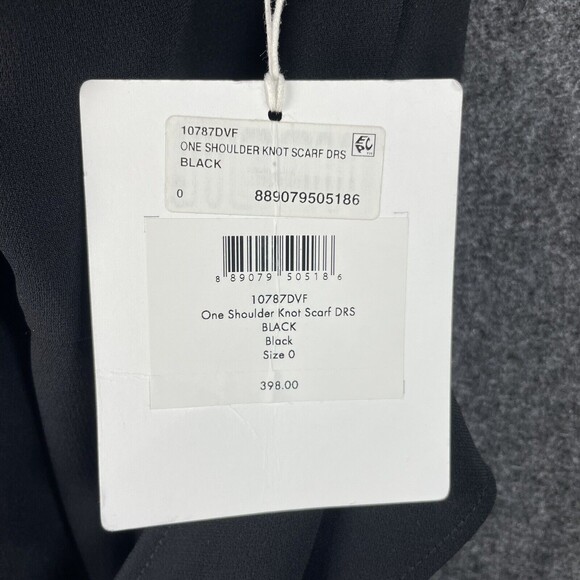 10787DVF
ONE SHOULDER KNOT SCARF DRS
BLACK
0 889079505186
8 89079 50518 6
10787DVF
One Shoulder Knot Scarf DRS
BLACK
Black
Size 0
398.00